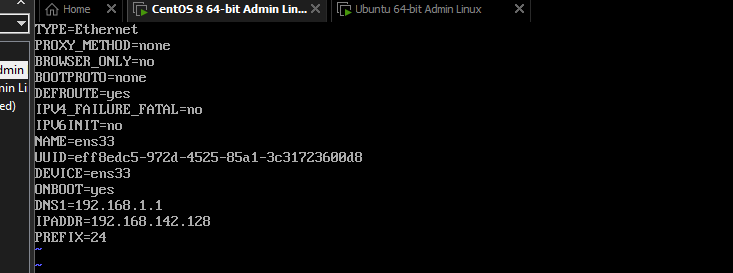 Home
CentOS 8 64-bit Admin Lin...
Ubuntu 64-bit Admin Linux
TYPE=Ethernet
PROXY_METHOD=none
BROWSER_ONLY=no
BOOTPROTO=none
DEFROUTE=yes
IPV4_FAILURE_FATAL=no
IPV6INIT=no
NAME=ens33
UUID=eff8edc5-972d-4525-85a1-3c31723600d8
DEVICE=ens33
ONBOOT=yes
DNS1=192.168.1.1
IPADDR=192.168.142.128
PREFIX=24
~
~
dmin
min Li
ed)